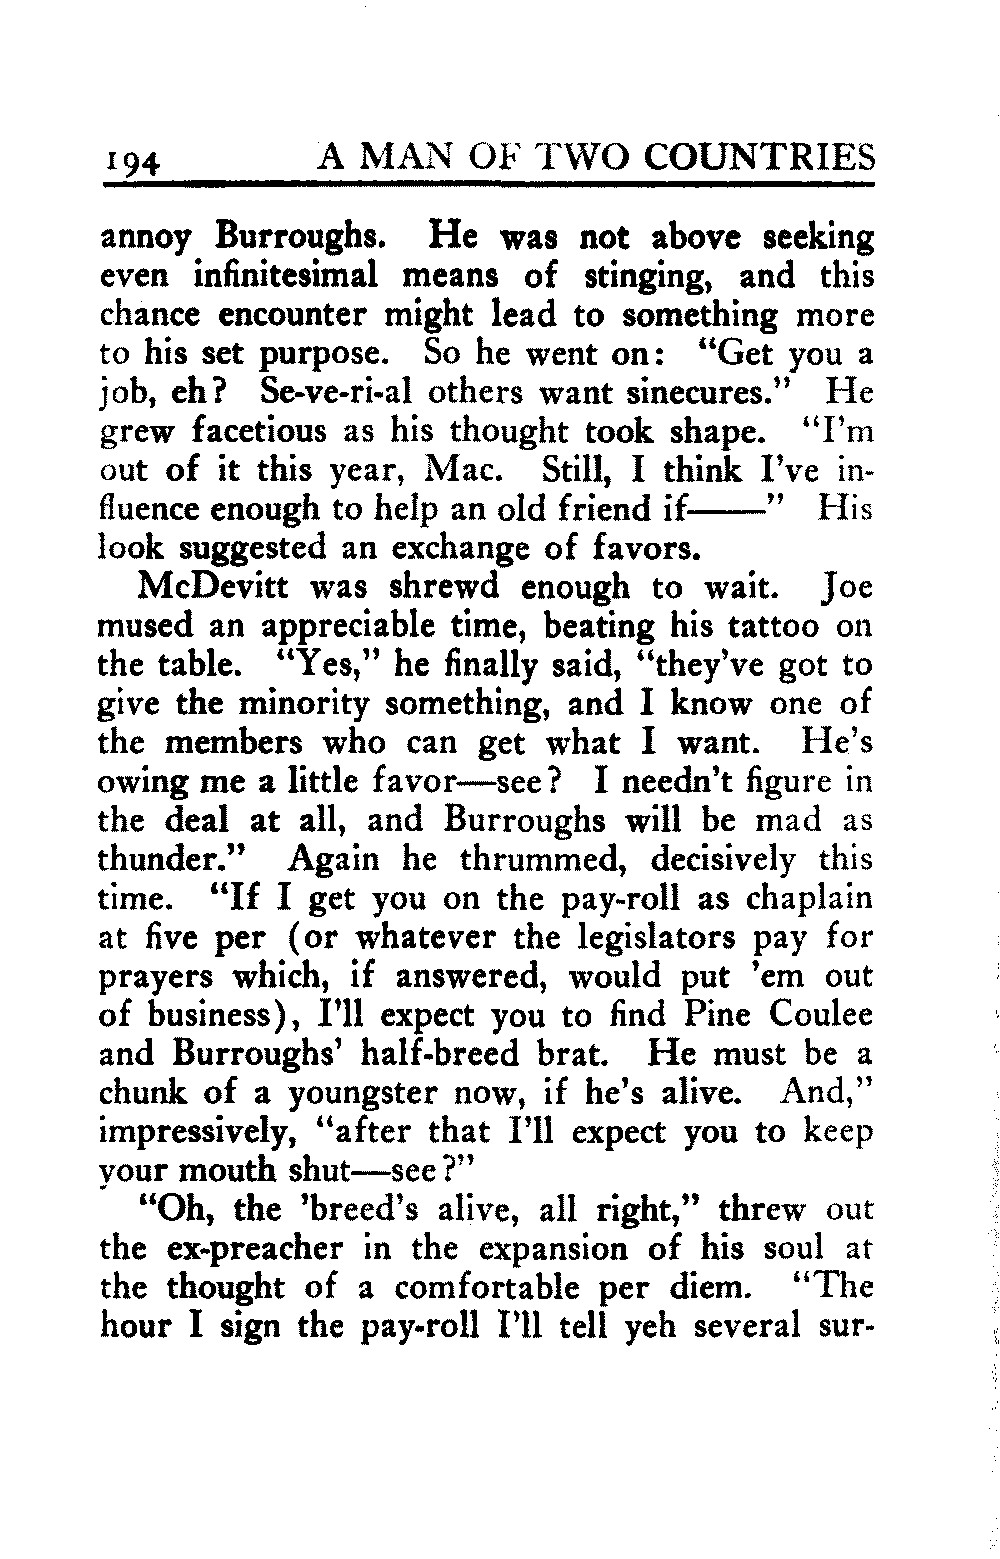 194 A MAN OF TWO COUNTRIES
annoy Burroughs. He was not above seeking
even infinitesimal means of stinging, and this
chance encounter might lead to something more
to his set purpose. So he went on: “Get you a
job, eh? Se-ve-ri-al others want sinecures.” He
grew facetious as his thought took shape. “I’m
out of it this year, Mac. Still, I think I’ve in-
fluence enough to help an old friend if——” His
look suggested an exchange of favors.
McDevitt was shrewd enough to wait. Joe
mused an appreciable time, beating his tattoo on
the table. “Yes,” he finally said, “they’ve got to
give the minority something, and I know one of
the members who can get what I want. He’s
owing me a little favor—see? I needn’t figure in
the deal at all, and Burroughs will be mad as
thunder.” Again he thrummed, decisively this
time. “If I get you on the pay-roll as chaplain
at five per (or whatever the legislators pay for
prayers which, if answered, would put ’em out
of business), I’ll expect you to find Pine Coulee
and Burroughs’ half-breed brat. He must be a
chunk of a youngster now, if he’s alive. And,”
impressively, “after that I’ll expect you to keep
your mouth shut—see?”
“Oh, the ’breed’s alive, all right,” threw out
the ex-preacher in the expansion of his soul at
the thought of a comfortable per diem. “The
hour I sign the pay-roll I’ll tell yeh several sur-